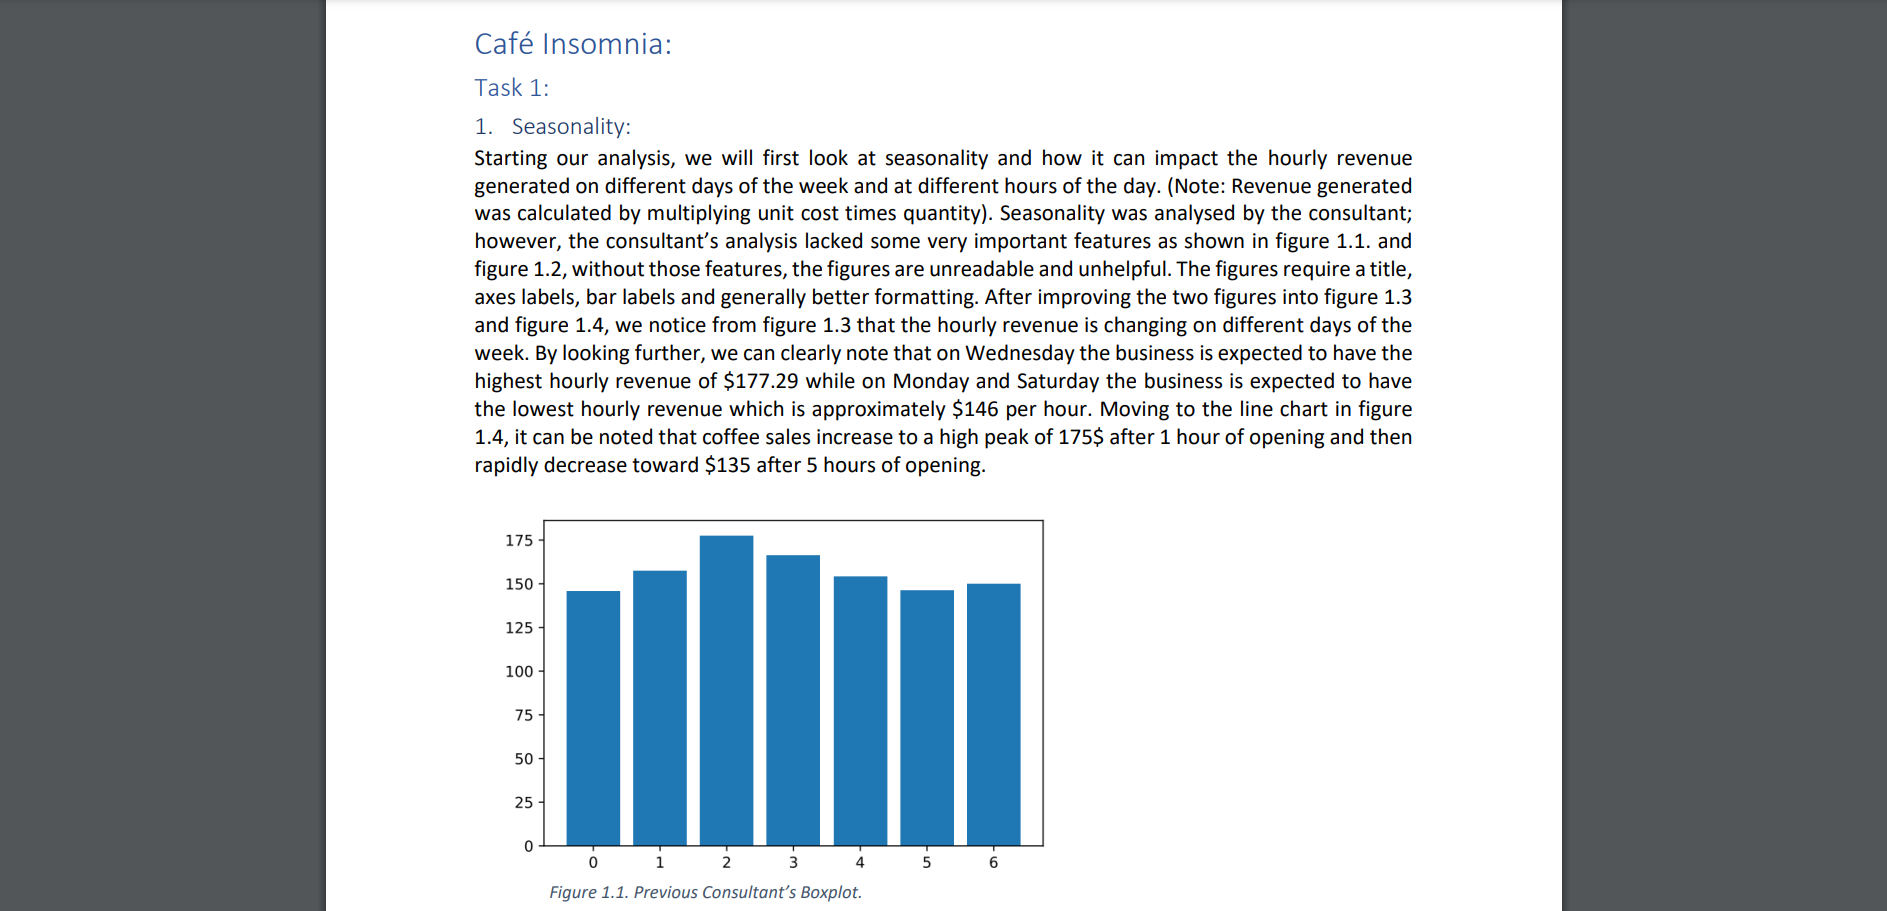 Café Insomnia:
Task 1:
1. Seasonality:
Starting our analysis, we will first look at seasonality and how it can impact the hourly revenue
generated on different days of the week and at different hours of the day. (Note: Revenue generated
was calculated by multiplying unit cost times quantity). Seasonality was analysed by the consultant;
however, the consultant’s analysis lacked some very important features as shown in figure 1.1. and
figure 1.2, without those features, the figures are unreadable and unhelpful. The figures require a title,
axes labels, bar labels and generally better formatting. After improving the two figures into figure 1.3
and figure 1.4, we notice from figure 1.3 that the hourly revenue is changing on different days of the
week. By looking further, we can clearly note that on Wednesday the business is expected to have the
highest hourly revenue of $177.29 while on Monday and Saturday the business is expected to have
the lowest hourly revenue which is approximately $146 per hour. Moving to the line chart in figure
1.4, it can be noted that coffee sales increase to a high peak of 175$ after 1 hour of opening and then
rapidly decrease toward $135 after 5 hours of opening.
175
150
125
100
75
50
25
0
0 1 2 3 4 5 6
Figure 1.1. Previous Consultant’s Boxplot.